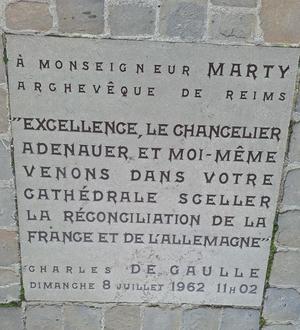 À MONSEIGNEUR MARTY
ARCHEVÊQUE DE REIMS
"EXCELLENCE, LE CHANCELIER
ADENAUER ET MOI-MÊME
VENONS DANS VOTRE
CATHÉDRALE SCELLER
LA RÉCONCILIATION DE LA
FRANCE ET DE L'ALLEMAGNE"
CHARLES DE GAULLE
DIMANCHE 8 JUILLET 1962 11H02